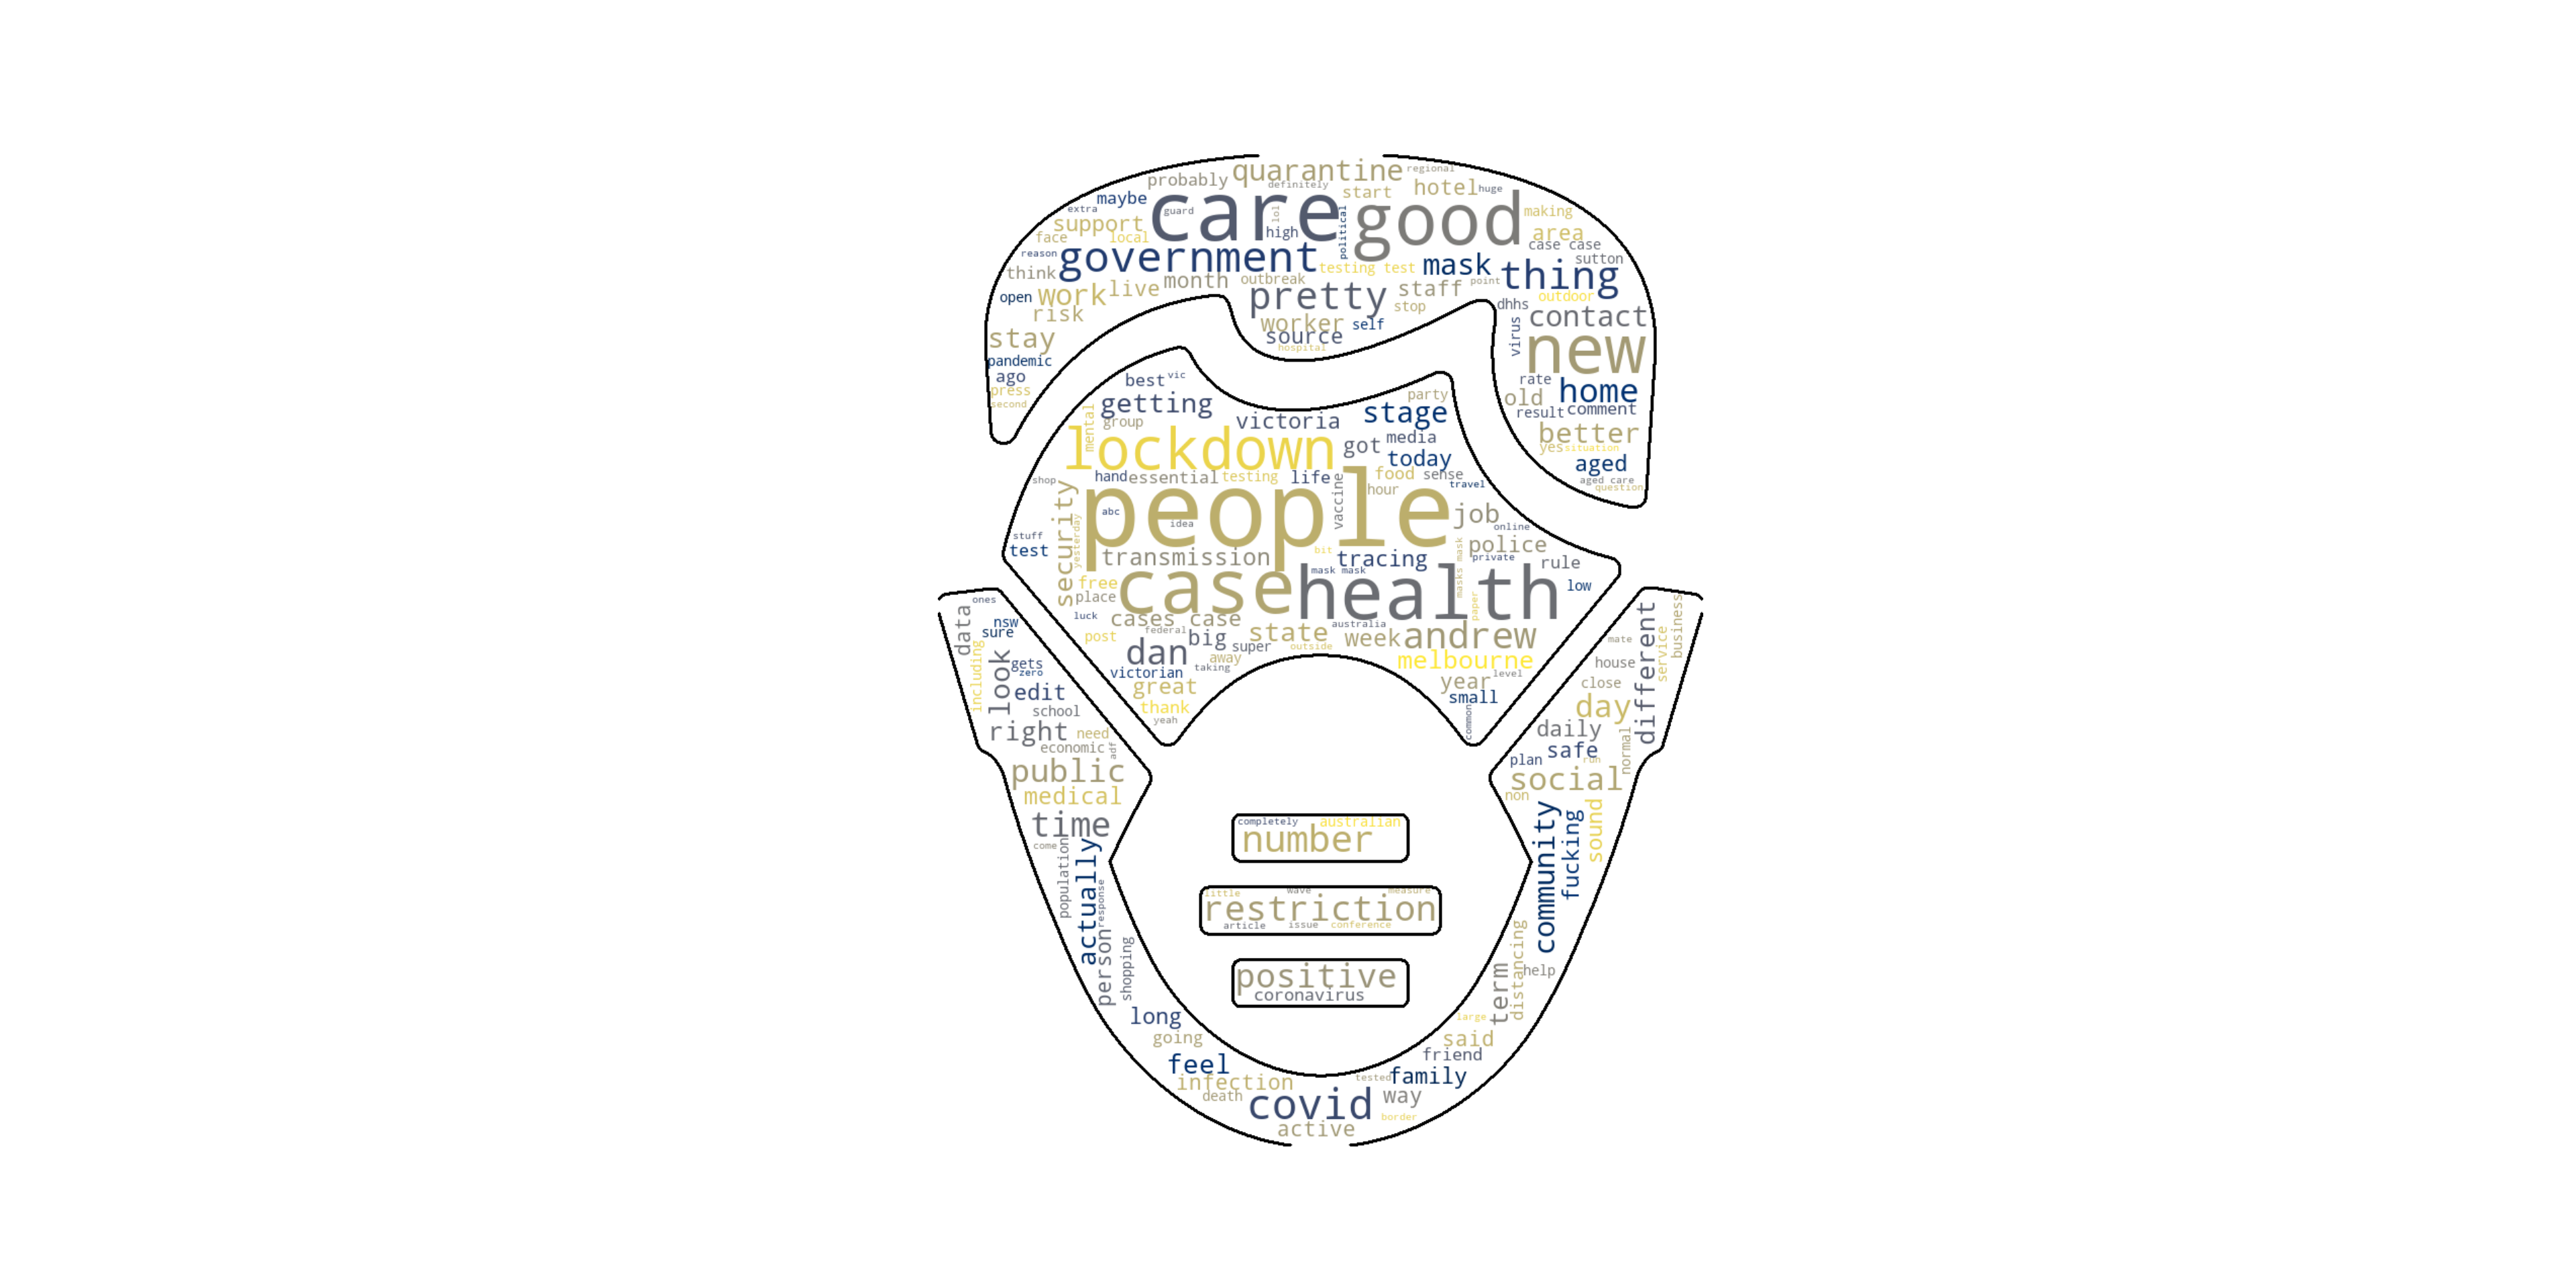 quarantine regional
probably definitely start hotel huge
maybe care good making
extra guard lol political
support high area
face local case case
reason government testing test mask thing sutton
think month outbreak point
open work live pretty staff outdoor
risk stop dhhs contact
worker self virus
stay source new
hospital
pandemic
ago rate home
press old
second result comment
better
yes situation
aged
aged care
question
best vic party
getting stage
mental group victoria
lockdown got media
today
shop hand essential testing life food sense
hour travel
security people vaccine
abc idea job
yesterday online
stuff police
test transmission bit tracing masks mask private rule
mask mask
free case health low
place paper
luck cases case australia
post federal big state week andrew
dan super outside
away melbourne
victorian taking
great year level
small
thank common
yeah
ones
data nsw
sure
including look gets
zero
edit
school
right need
economic adf
public
medical
time
come
population actually
response
person shopping
long
going
feel
infection
death covid
active
business
mate different service
house
close
day
daily
safe normal
plan run
social
non
community fucking sound
distancing
term help
large
said
friend
tested family
way
border
completely australian
number
little wave measure
restriction
article issue conference
positive
coronavirus